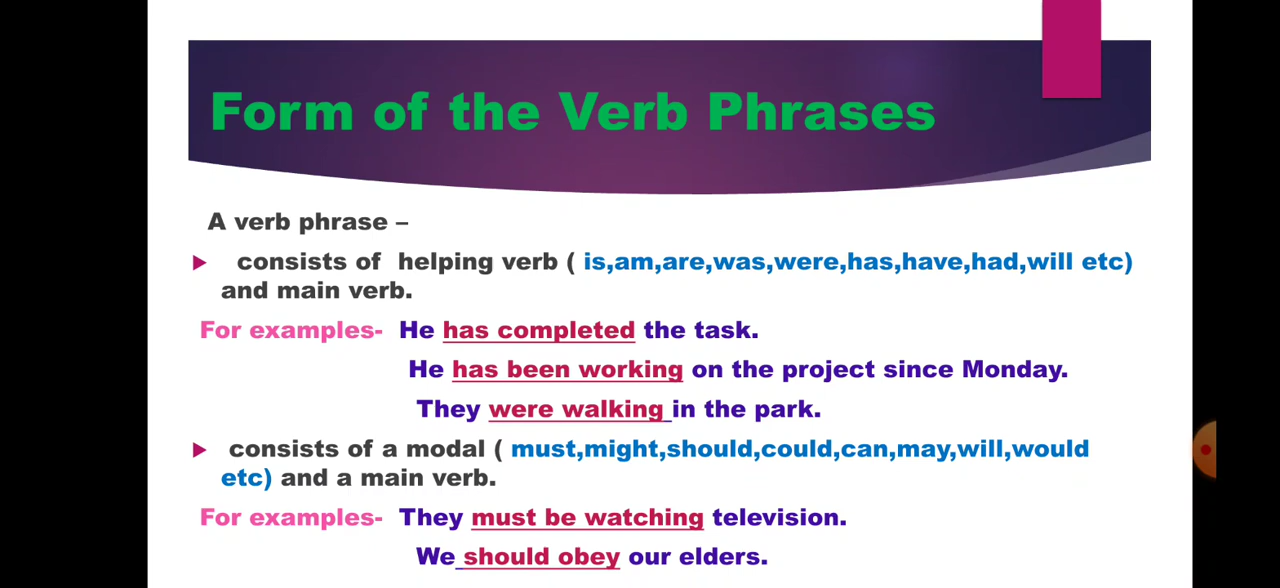 Form of the Verb Phrases
A verb phrase –
consists of helping verb ( is,am,are,was,were,has,have,had,will etc)
and main verb.
For examples- He has completed the task.
He has been working on the project since Monday.
They were walking in the park.
consists of a modal ( must,might,should,could,can,may,will,would
etc) and a main verb.
For examples- They must be watching television.
We should obey our elders.